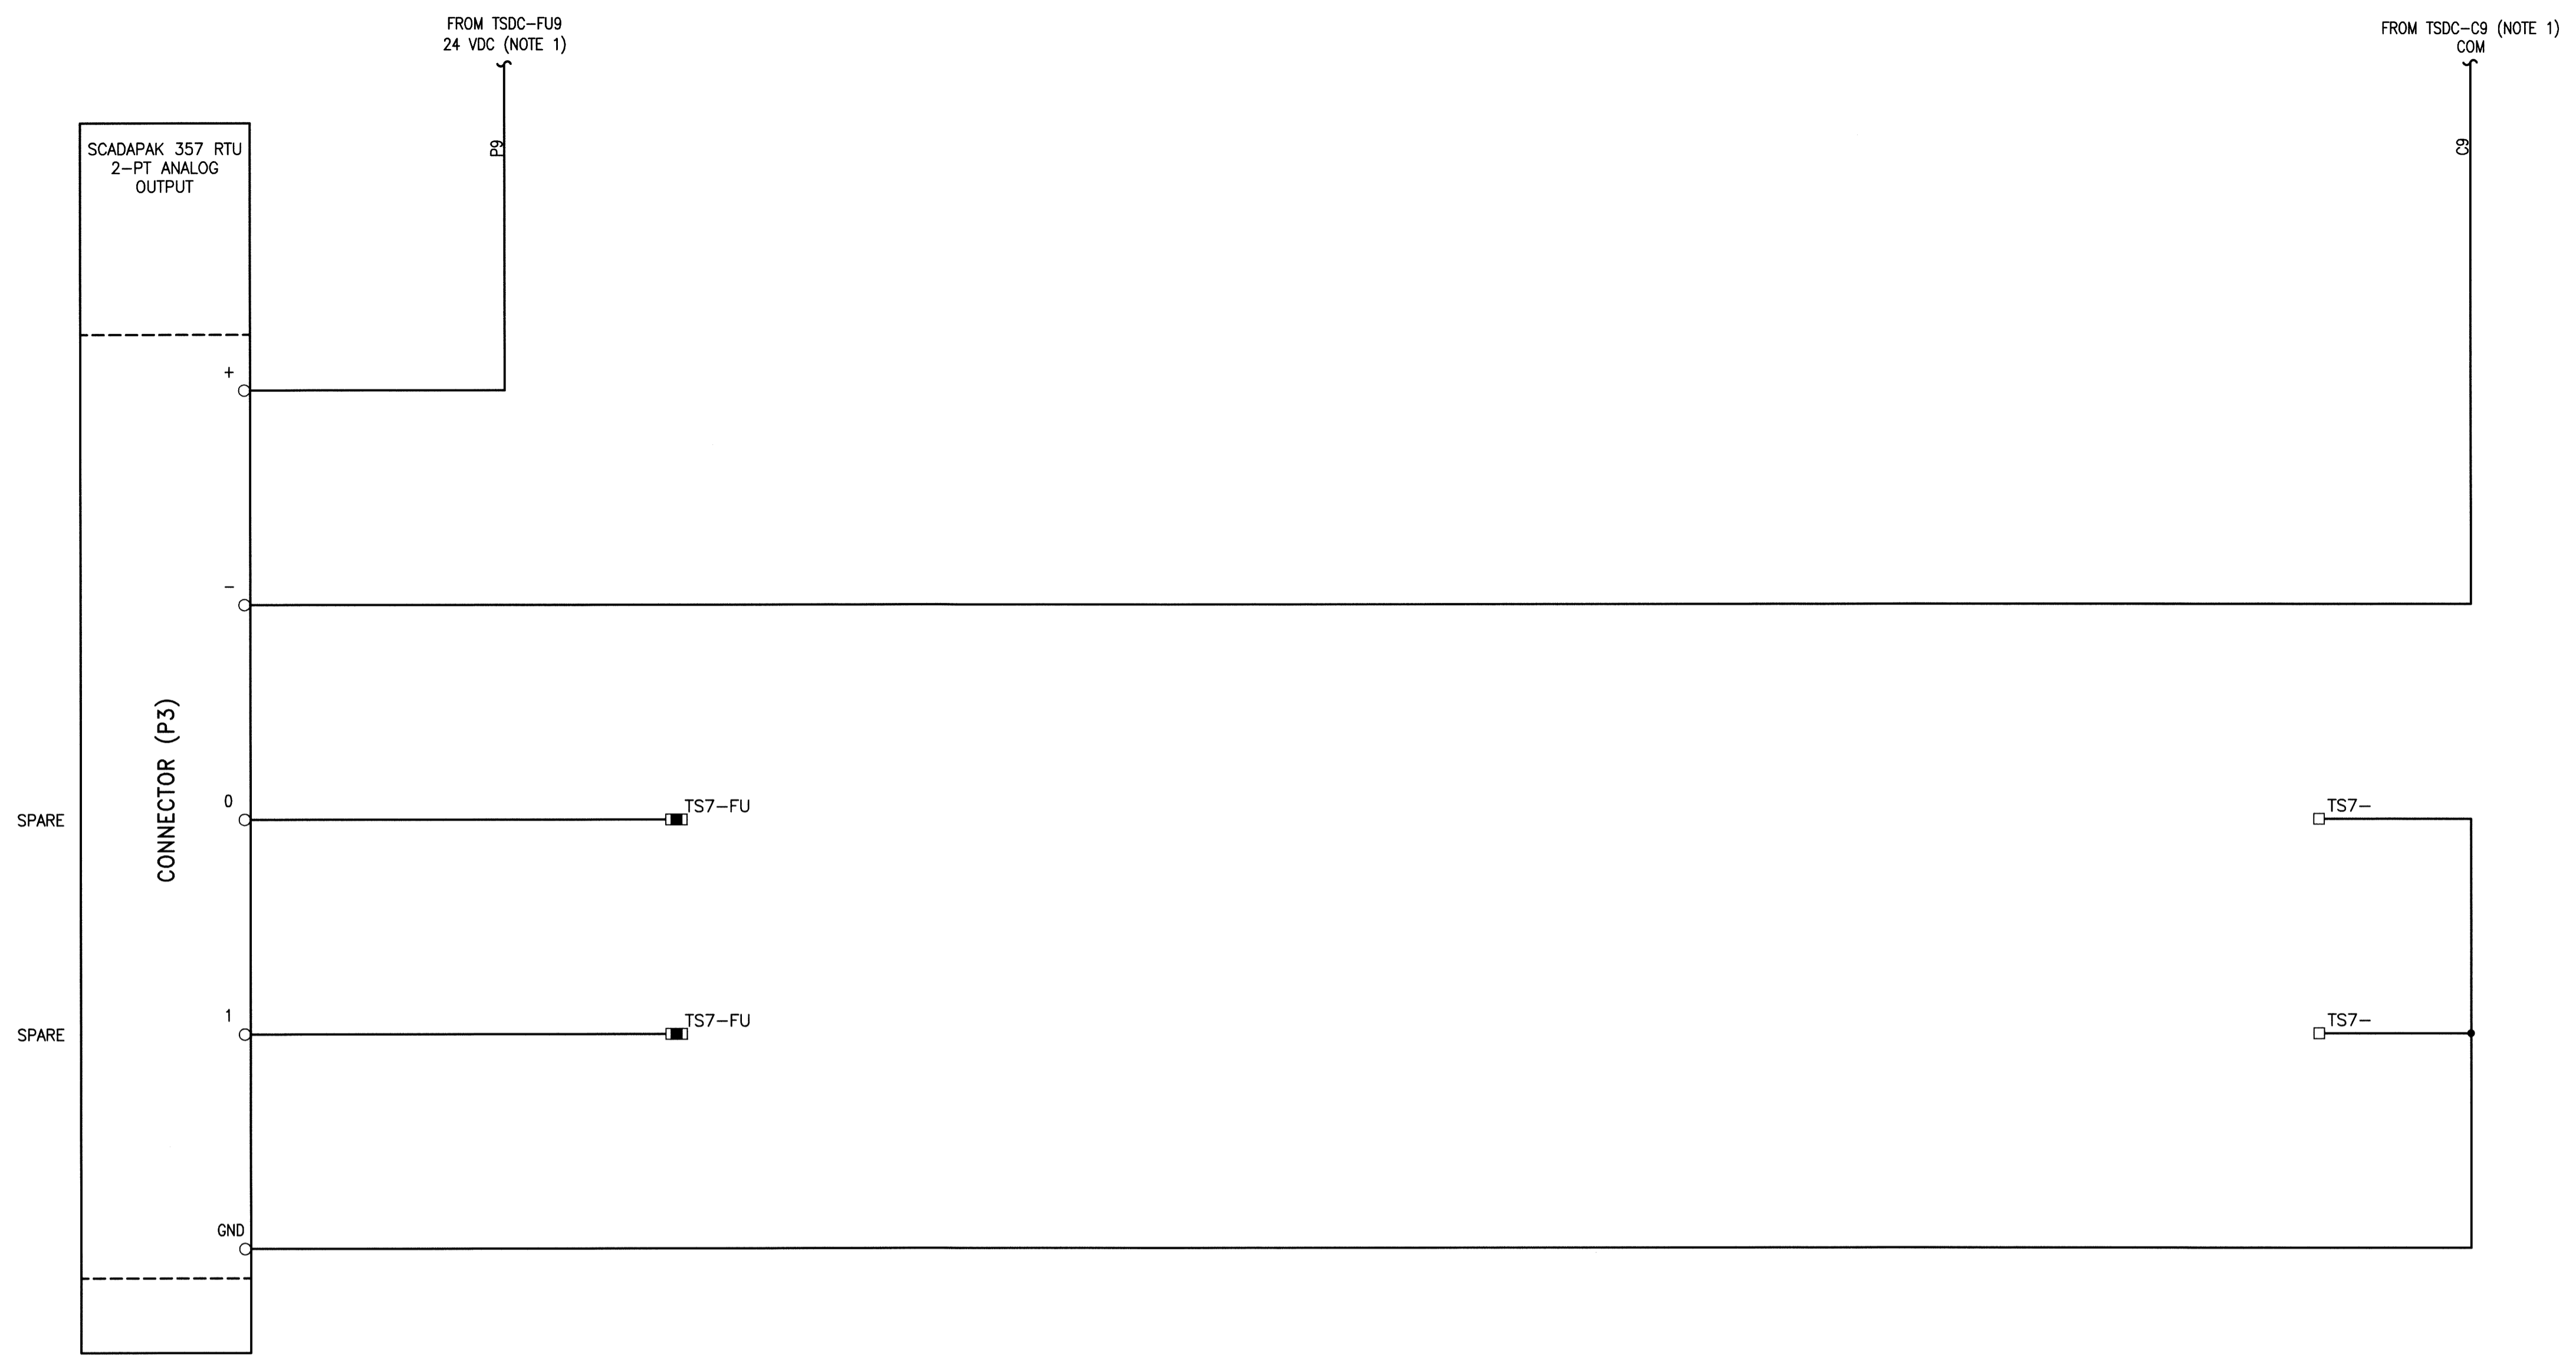 FROM TSDC-FU9
24 VDC (NOTE 1)
FROM TSDC-C9 (NOTE 1)
COM
P9
C9
SCADAPAK 357 RTU
2-PT ANALOG
OUTPUT
+
-
CONNECTOR (P3)
0
TS7-FU
TS7-
SPARE
1
TS7-FU
TS7-
SPARE
GND